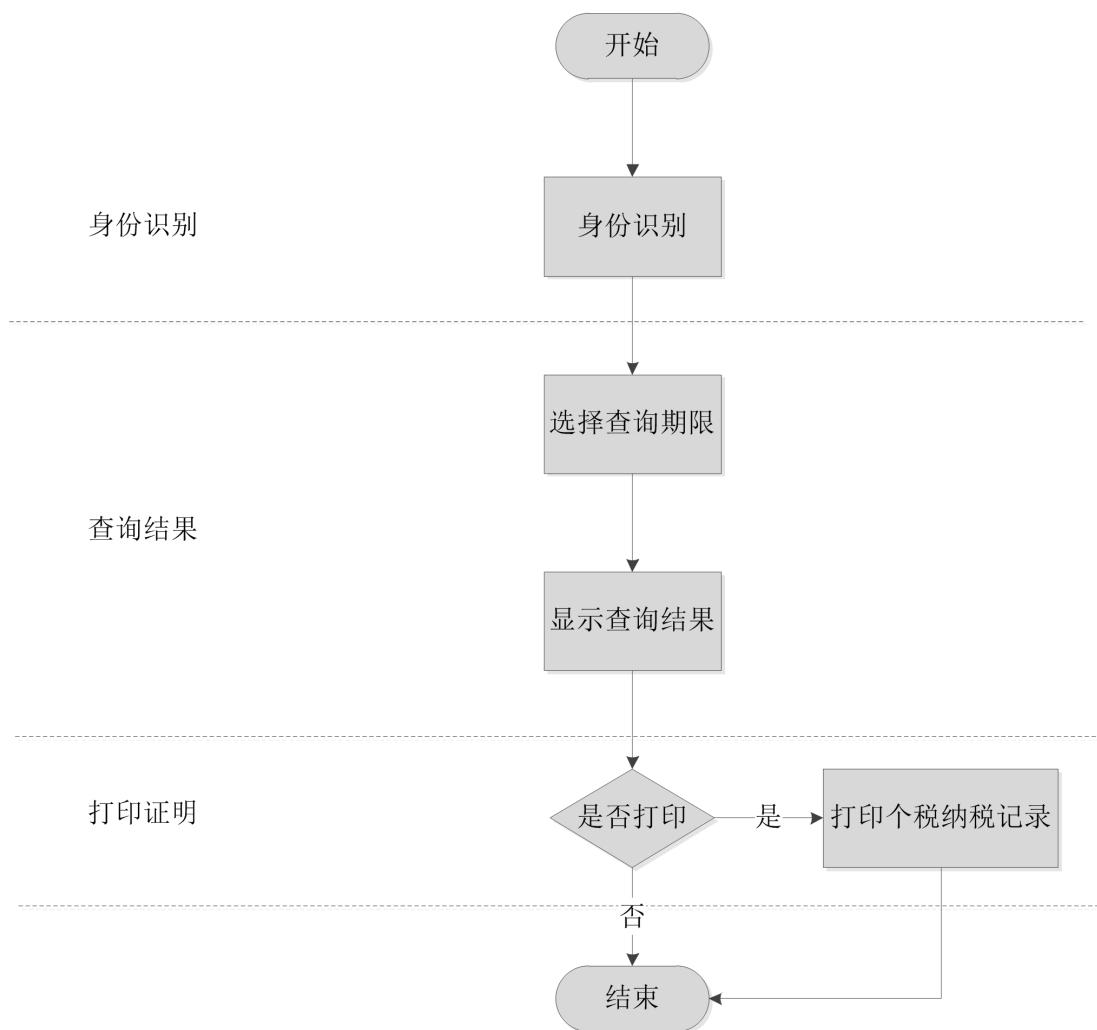 开始
身份识别
身份识别
选择查询期限
查询结果
显示查询结果
打印证明
是否打印
是
打印个税纳税记录
否
结束